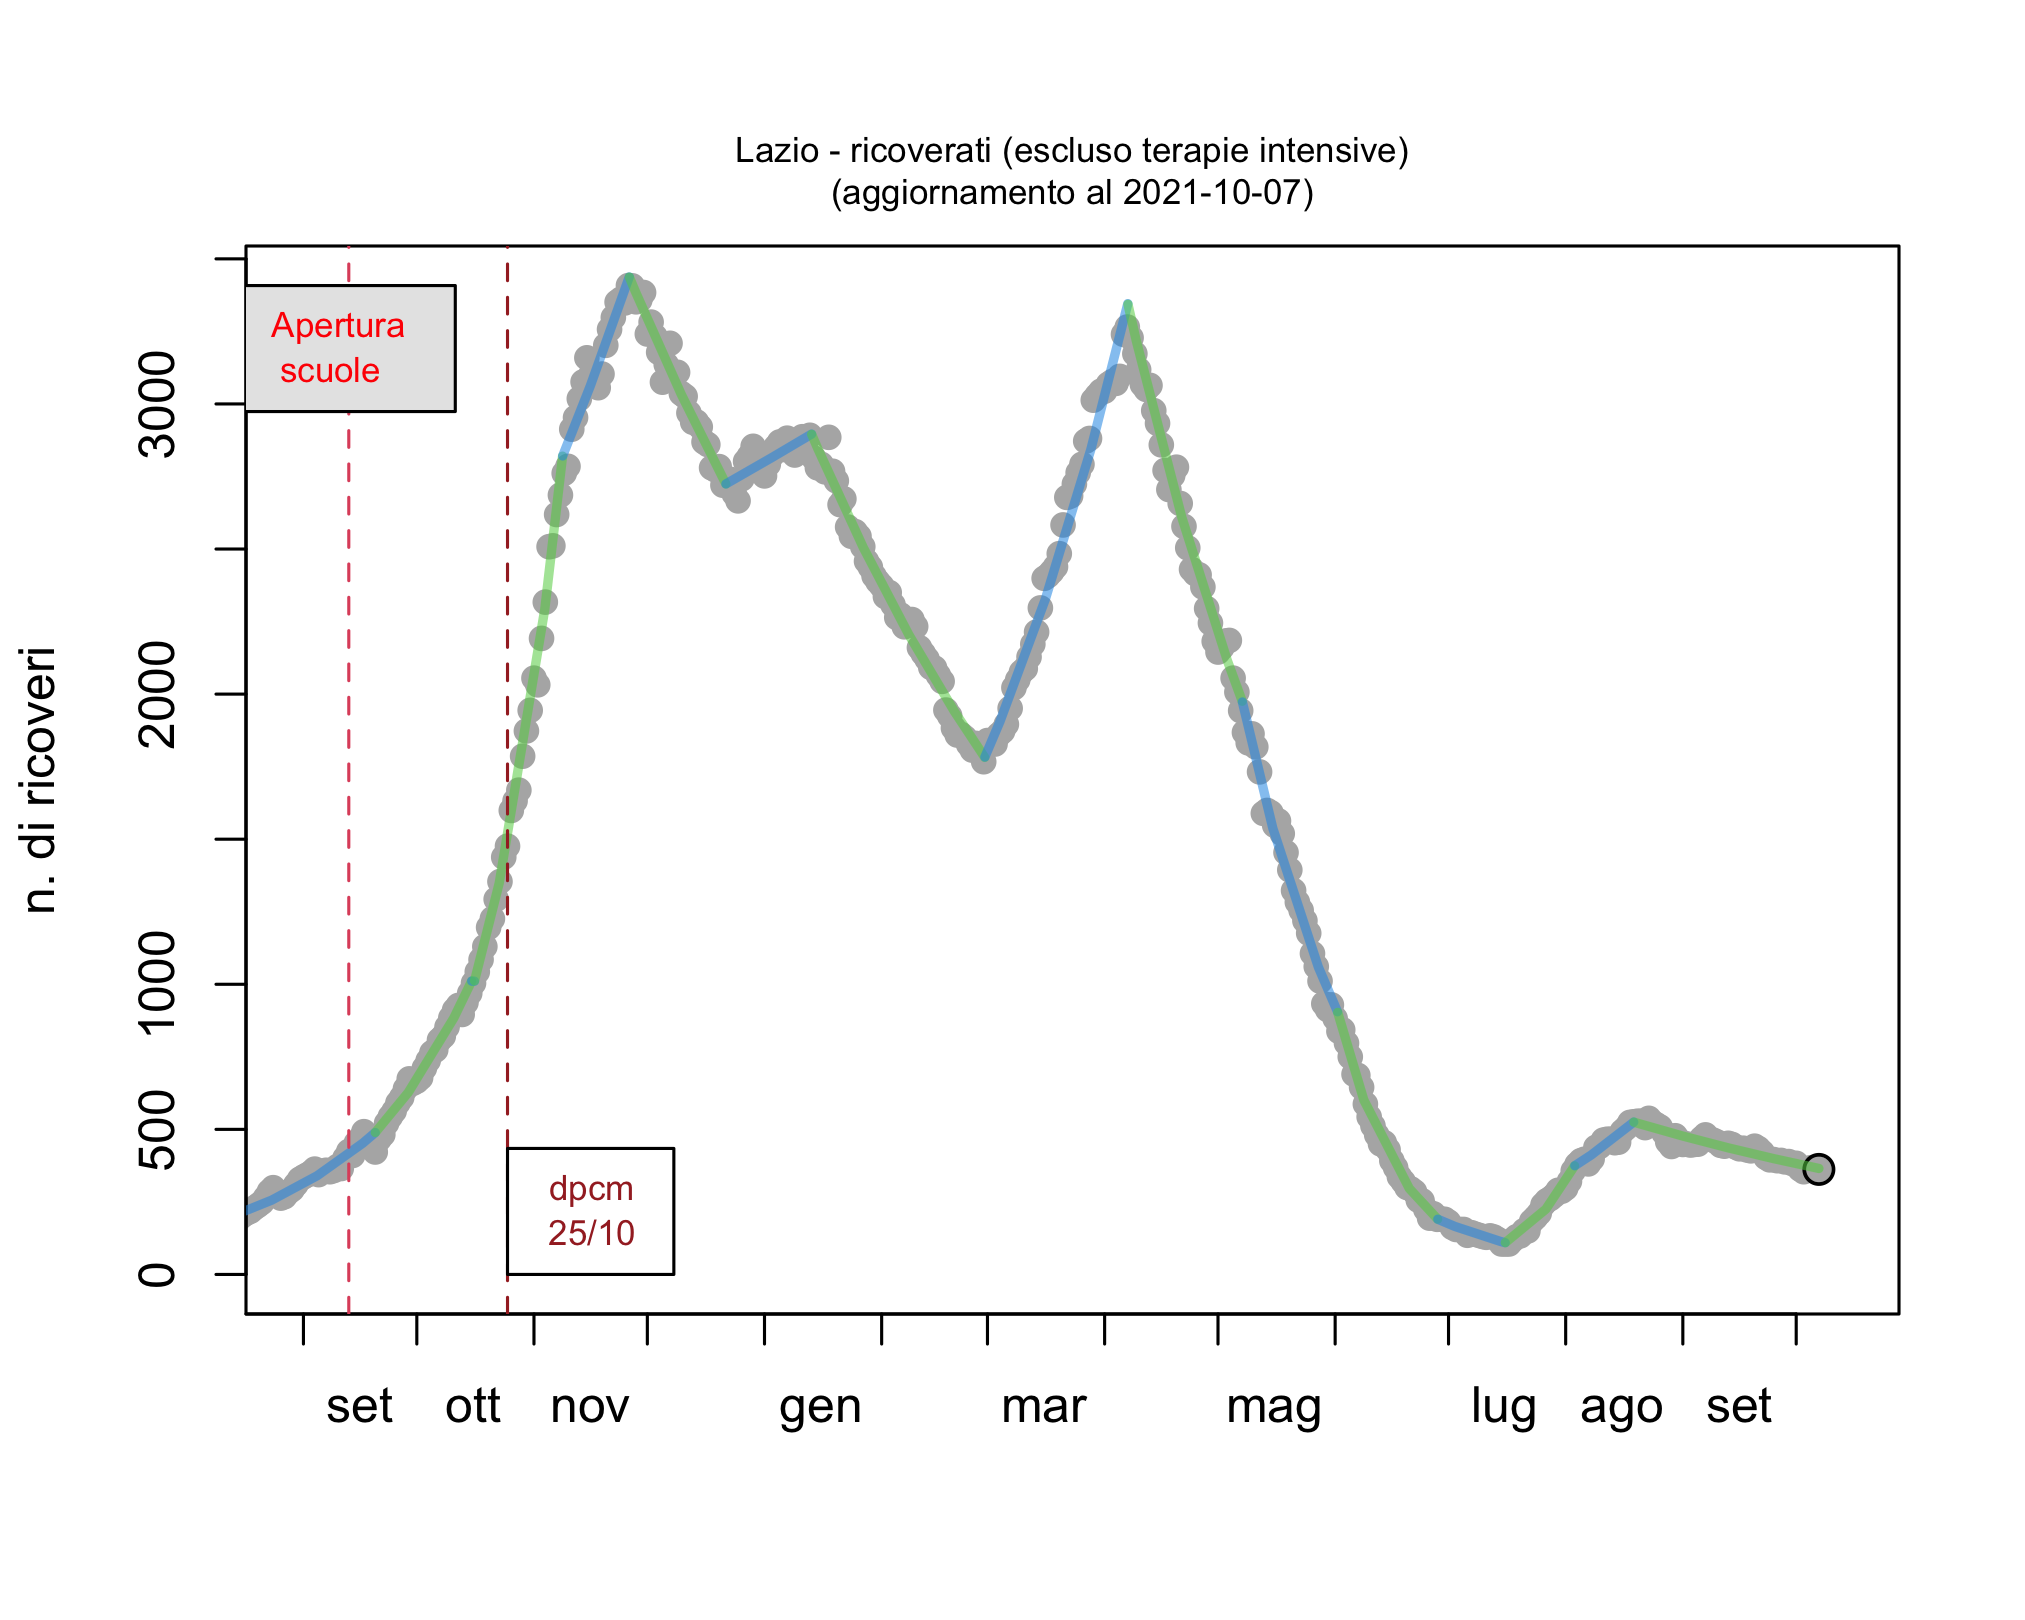 Lazio - ricoverati (escluso terapie intensive)
(aggiornamento al 2021-10-07)
Apertura
scuole
n. di ricoveri
3000
2000
1000
500
0
dpcm
25/10
set ott nov gen mar mag lug ago set